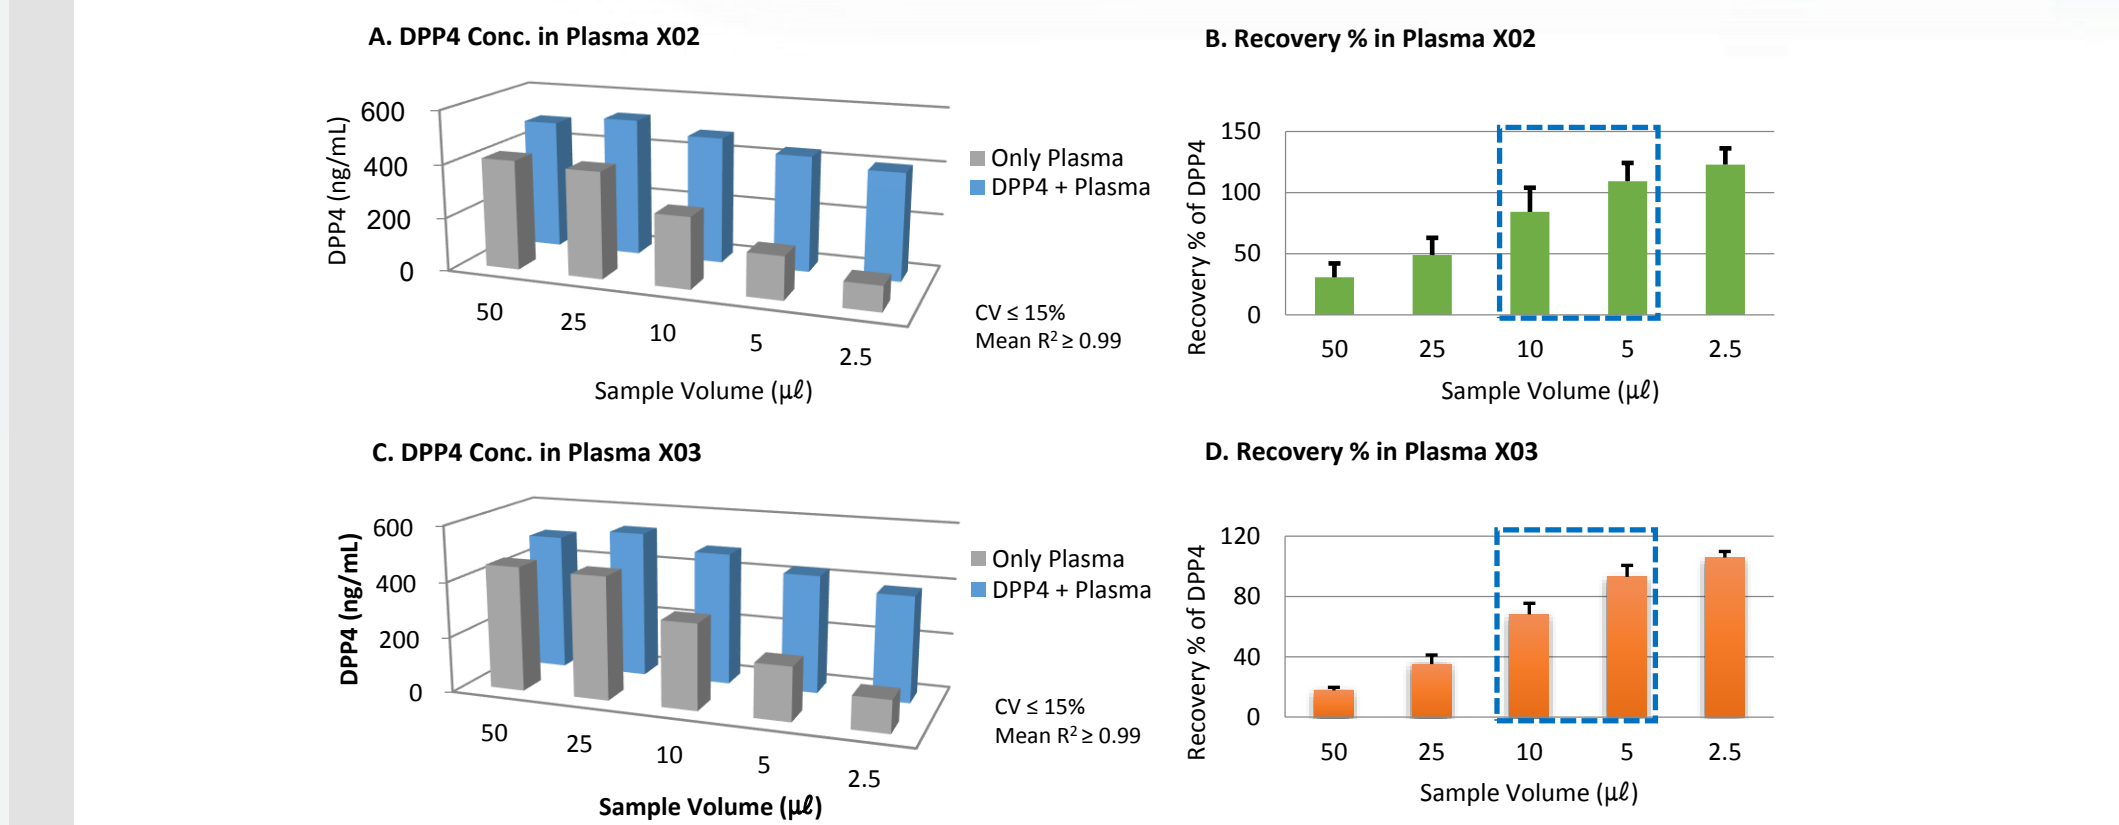 A. DPP4 Conc. in Plasma X02
600
400
200
0
DPP4 (ng/mL)
50
25
10
5
2.5
Sample Volume (µℓ)
Only Plasma
DPP4 + Plasma
CV ≤ 15%
Mean R² ≥ 0.99
B. Recovery % in Plasma X02
150
100
50
0
Recovery % of DPP4
50
25
10
5
2.5
Sample Volume (µℓ)
C. DPP4 Conc. in Plasma X03
600
400
200
0
DPP4 (ng/mL)
50
25
10
5
2.5
Sample Volume (µℓ)
Only Plasma
DPP4 + Plasma
CV ≤ 15%
Mean R² ≥ 0.99
D. Recovery % in Plasma X03
120
80
40
0
Recovery % of DPP4
50
25
10
5
2.5
Sample Volume (µℓ)